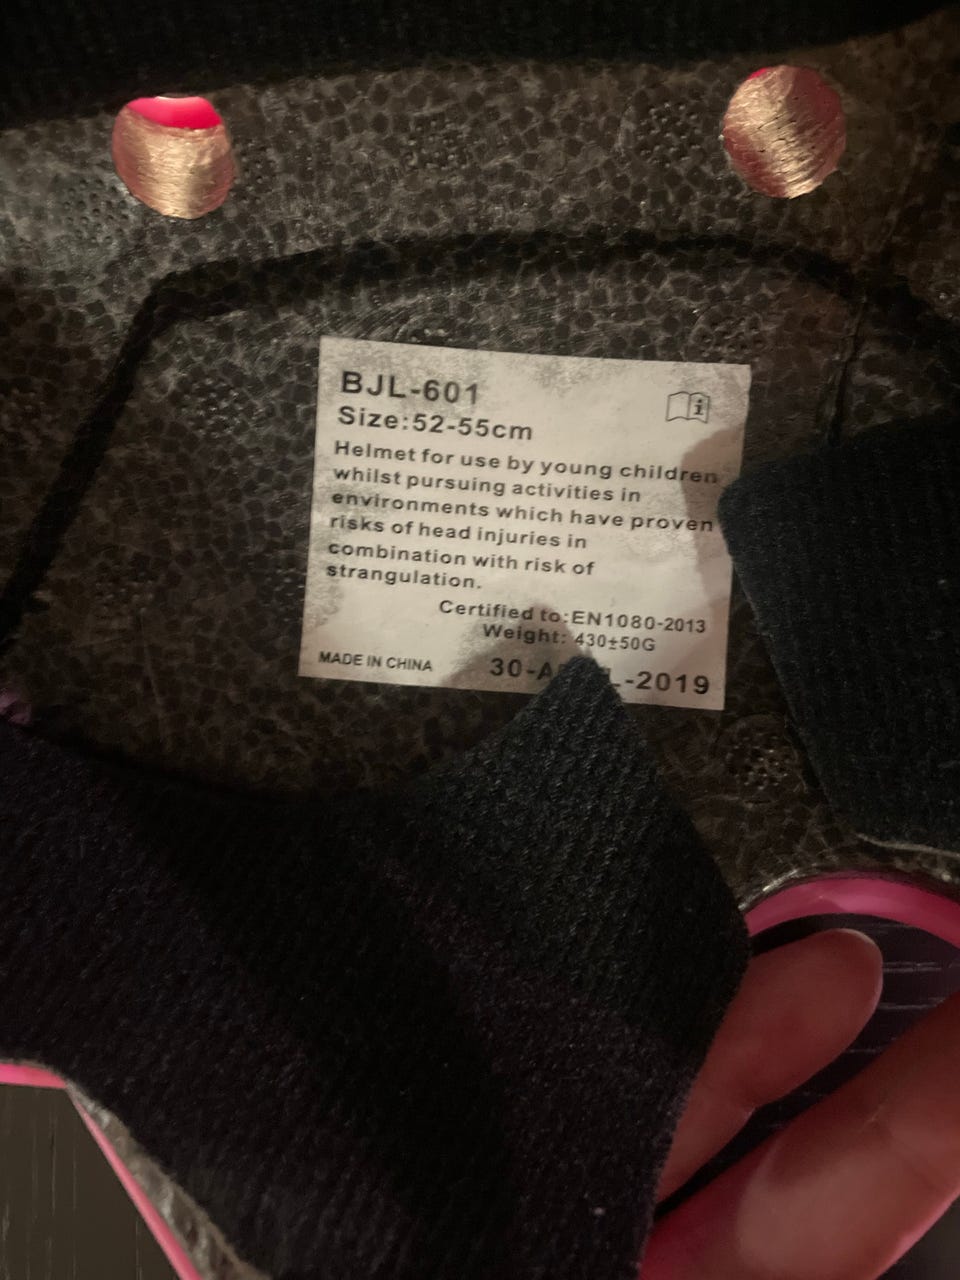 BJL-601
Size:52-55cm
Helmet for use by young children
whilst pursuing activities in
environments which have proven
risks of head injuries in
combination with risk of
strangulation.
Certified to:EN1080-2013
Weight: 430±50G
MADE IN CHINA
-2019